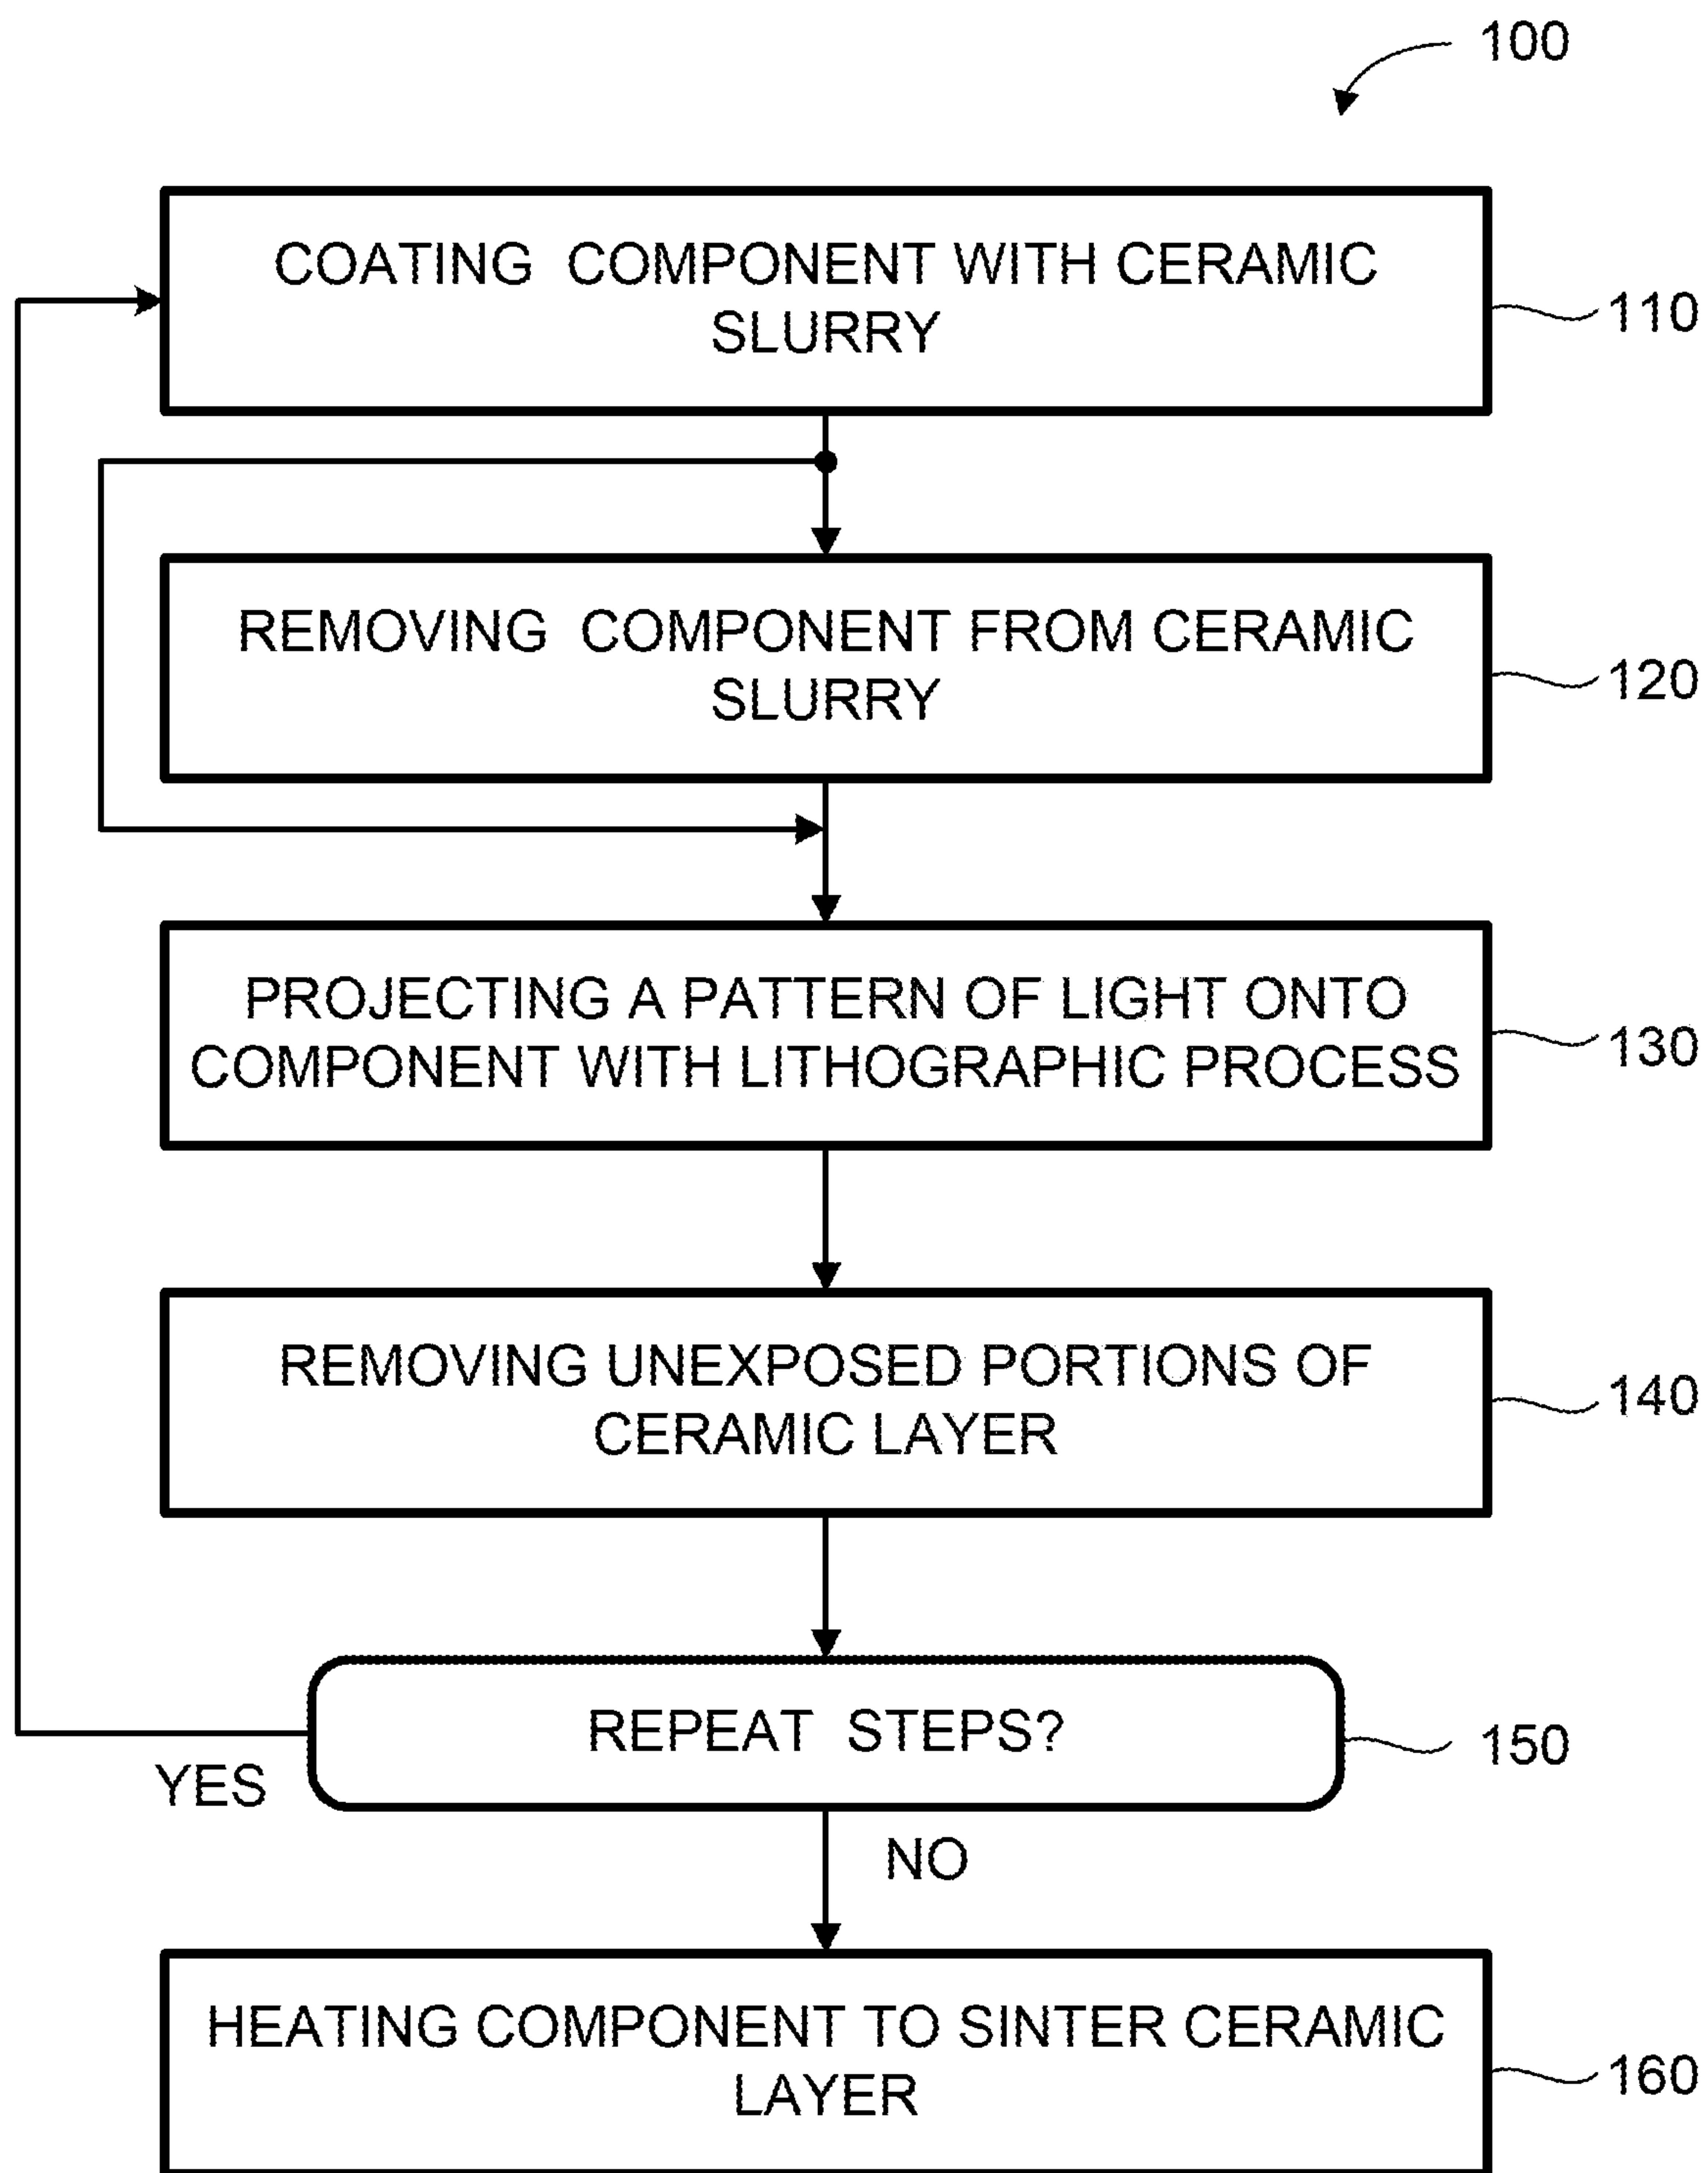 100
COATING COMPONENT WITH CERAMIC
SLURRY
110
REMOVING COMPONENT FROM CERAMIC
SLURRY
120
PROJECTING A PATTERN OF LIGHT ONTO
COMPONENT WITH LITHOGRAPHIC PROCESS
130
REMOVING UNEXPOSED PORTIONS OF
CERAMIC LAYER
140
REPEAT STEPS?
150
YES
NO
HEATING COMPONENT TO SINTER CERAMIC
LAYER
160